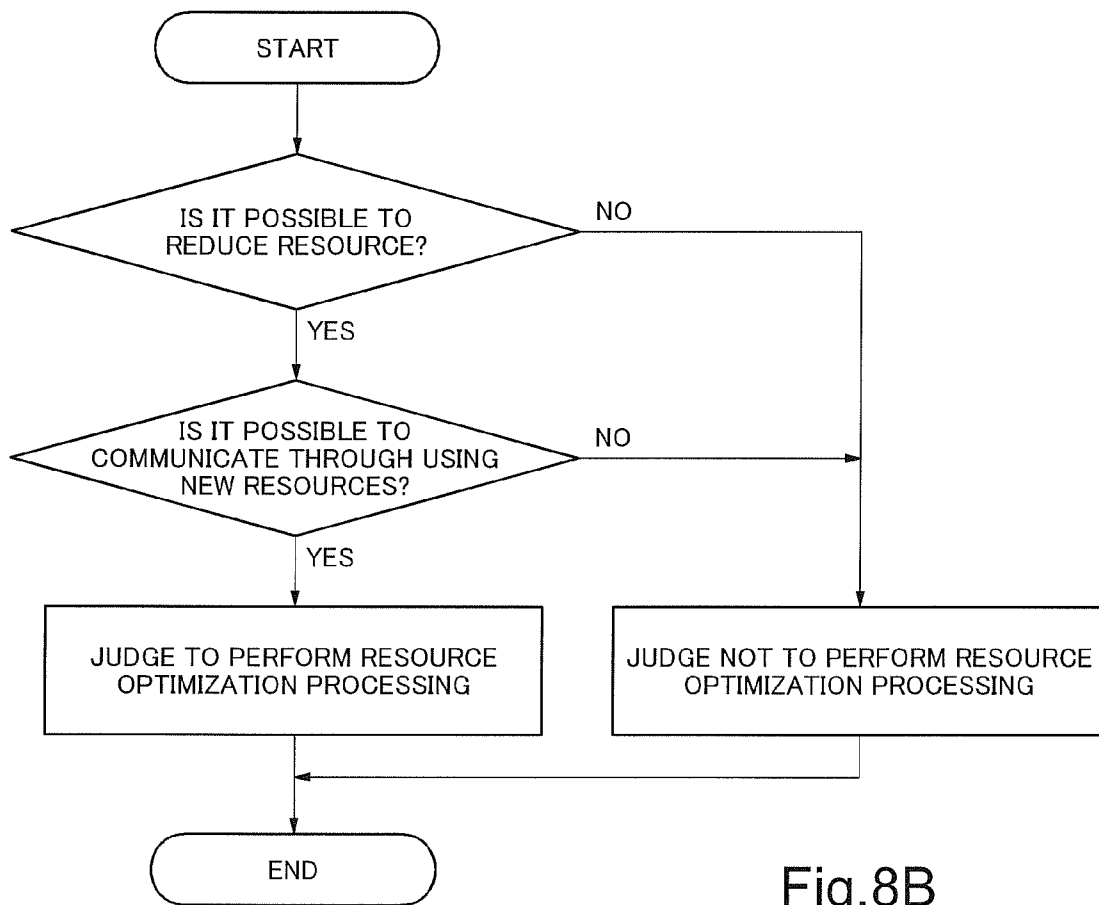 START
IS IT POSSIBLE TO
REDUCE RESOURCE?
NO
YES
IS IT POSSIBLE TO
COMMUNICATE THROUGH USING
NEW RESOURCES?
NO
YES
JUDGE TO PERFORM RESOURCE
OPTIMIZATION PROCESSING
JUDGE NOT TO PERFORM RESOURCE
OPTIMIZATION PROCESSING
END
Fig.8B